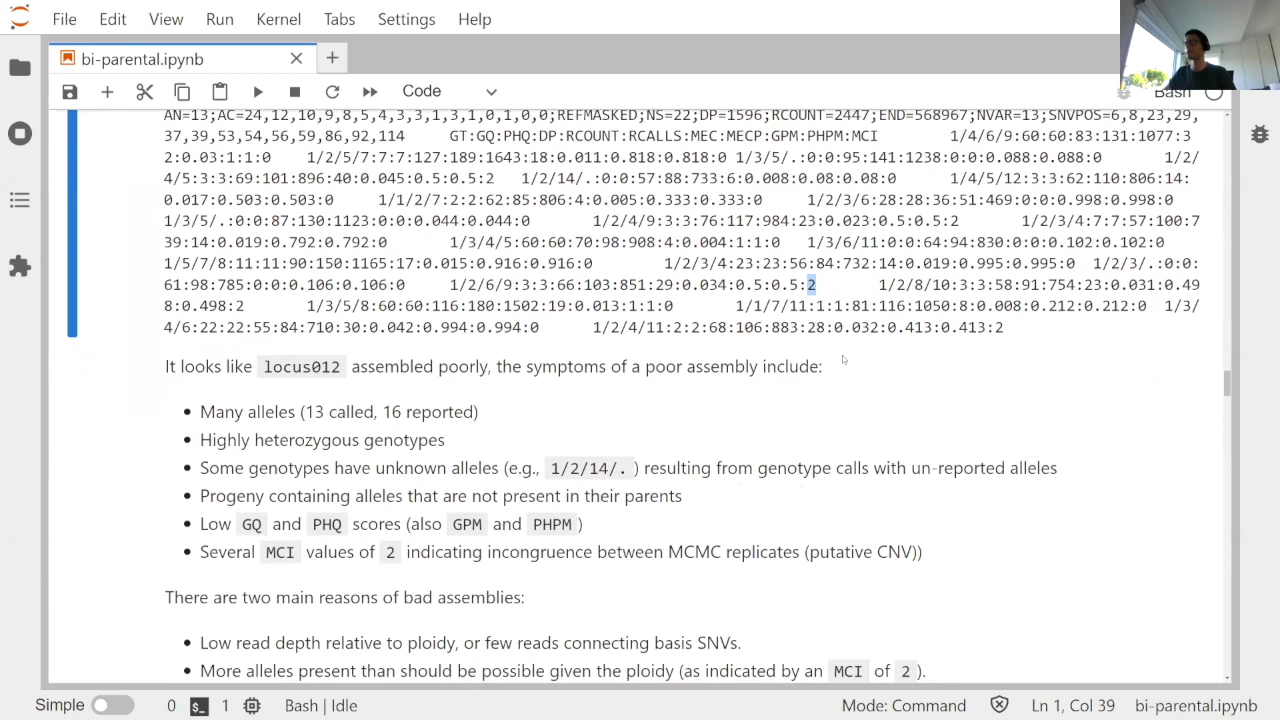 File Edit View Run Kernel Tabs Settings Help
bi-parental.ipynb
Code
Bash
AN=13;AC=24,12,10,9,8,5,4,3,3,1,3,1,0,1,0,0;REFMASKED;NS=22;DP=1596;RCOUNT=2447;END=568967;NVAR=13;SNVPOS=6,8,23,29,
37,39,53,54,56,59,86,92,114 GT:GQ:PHQ:DP:RCOUNT:RCALLS:MEC:MECP:GPM:PHPM:MCI 1/4/6/9:60:60:83:131:1077:3
2:0.03:1:1:0 1/2/5/7:7:7:127:189:1643:18:0.011:0.818:0.818:0 1/3/5/.:0:0:95:141:1238:0:0:0.088:0.088:0 1/2/
4/5:3:3:69:101:896:40:0.045:0.5:0.5:2 1/2/14/.:0:0:57:88:733:6:0.008:0.08:0.08:0 1/4/5/12:3:3:62:110:806:14:
0.017:0.503:0.503:0 1/1/2/7:2:2:62:85:806:4:0.005:0.333:0.333:0 1/2/3/6:28:28:36:51:469:0:0:0.998:0.998:0
1/3/5/.:0:0:87:130:1123:0:0:0.044:0.044:0 1/2/4/9:3:3:76:117:984:23:0.023:0.5:0.5:2 1/2/3/4:7:7:57:100:7
39:14:0.019:0.792:0.792:0 1/3/4/5:60:60:70:98:908:4:0.004:1:1:0 1/3/6/11:0:0:64:94:830:0:0:0.102:0.102:0
1/5/7/8:11:11:90:150:1165:17:0.015:0.916:0.916:0 1/2/3/4:23:23:56:84:732:14:0.019:0.995:0.995:0 1/2/3/.:0:0:
61:98:785:0:0:0.106:0.106:0 1/2/6/9:3:3:66:103:851:29:0.034:0.5:0.5:2 1/2/8/10:3:3:58:91:754:23:0.031:0.49
8:0.498:2 1/3/5/8:60:60:116:180:1502:19:0.013:1:1:0 1/1/7/11:1:1:81:116:1050:8:0.008:0.212:0.212:0 1/3/
4/6:22:22:55:84:710:30:0.042:0.994:0.994:0 1/2/4/11:2:2:68:106:883:28:0.032:0.413:0.413:2
It looks like locus012 assembled poorly, the symptoms of a poor assembly include:
• Many alleles (13 called, 16 reported)
• Highly heterozygous genotypes
• Some genotypes have unknown alleles (e.g., 1/2/14/. ) resulting from genotype calls with un-reported alleles
• Progeny containing alleles that are not present in their parents
• Low GQ and PHQ scores (also GPM and PHPM )
• Several MCI values of 2 indicating incongruence between MCMC replicates (putative CNV))
There are two main reasons of bad assemblies:
• Low read depth relative to ploidy, or few reads connecting basis SNVs.
• More alleles present than should be possible given the ploidy (as indicated by an MCI of 2 ).
Simple 0 1 Bash | Idle Mode: Command Ln 1, Col 39 bi-parental.ipynb